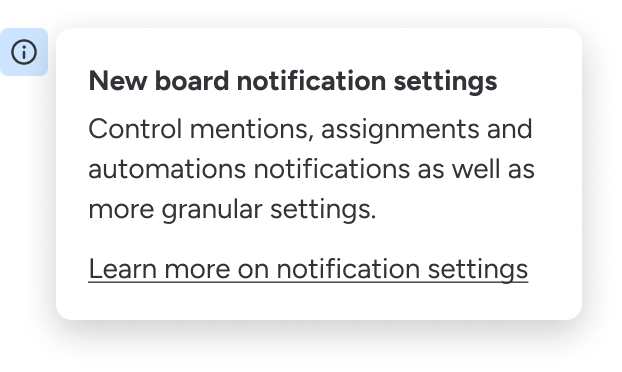 New board notification settings
Control mentions, assignments and
automations notifications as well as
more granular settings.
Learn more on notification settings